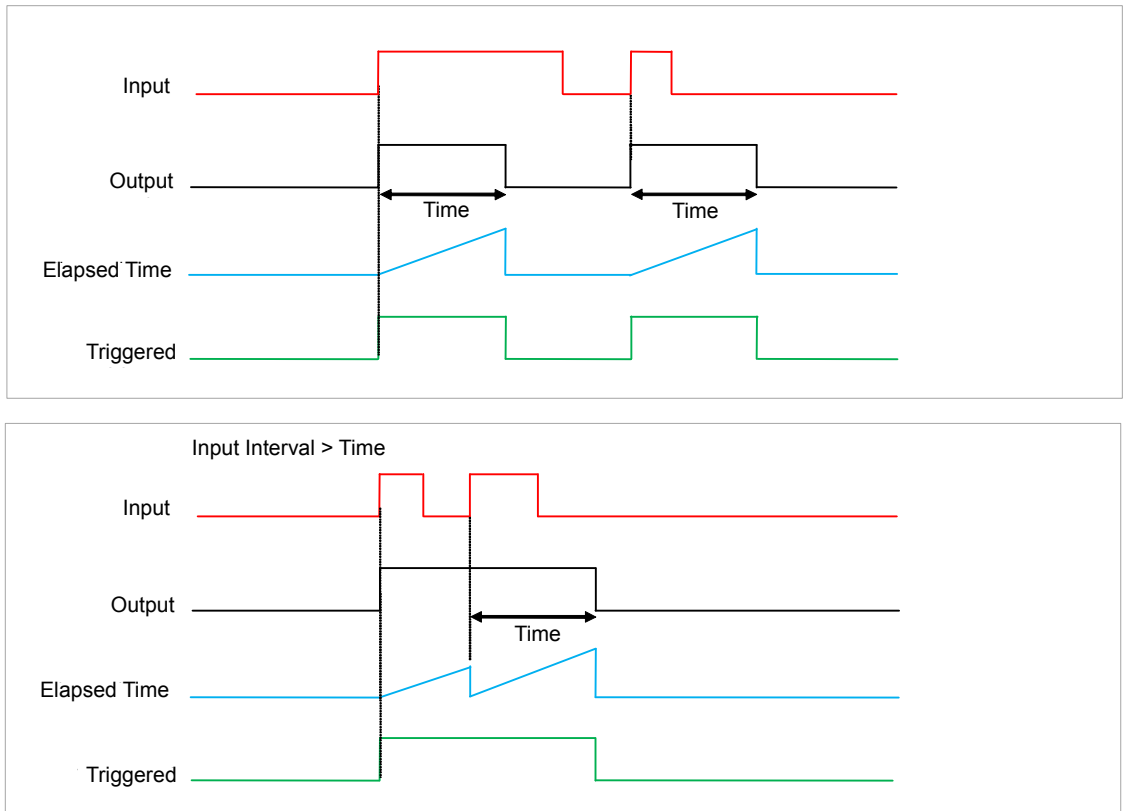 Input
Output
Time
Time
Elapsed Time
Triggered
Input Interval > Time
Input
Output
Time
Elapsed Time
Triggered